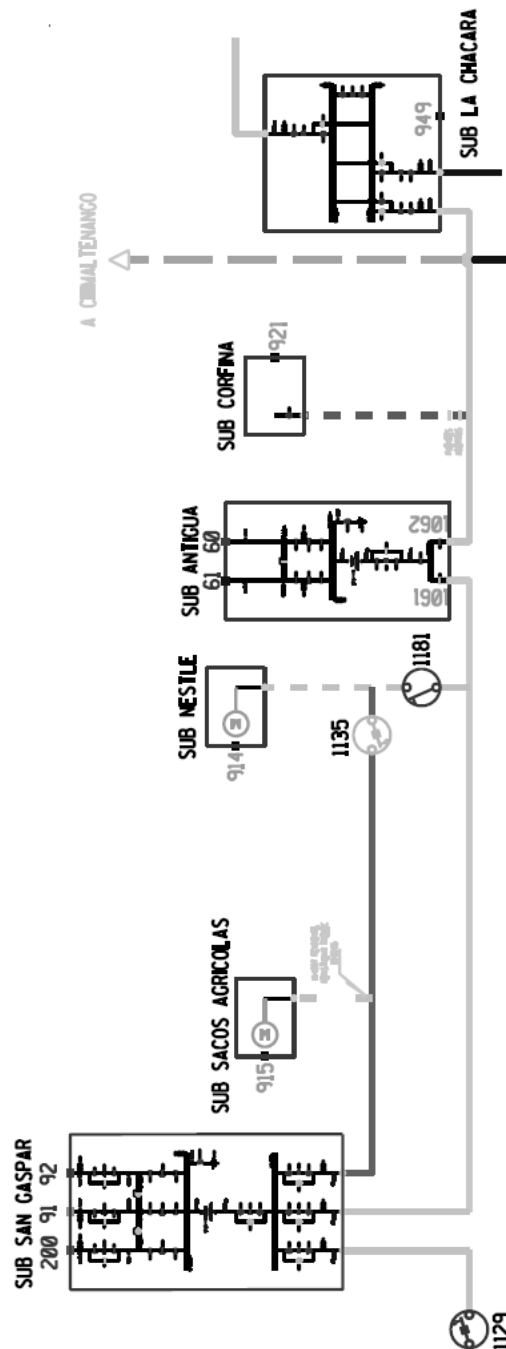 SUB LA CHACARA
949
A CHIMALTENANGO
SUB CORFINA
921
SUB ANTIGUA
61
60
1061
1062
SUB NESTLE
914
M
1181
1135
SUB SACOS AGRICOLAS
915
M
SUB SAN GASPAR
200
91
92
1129